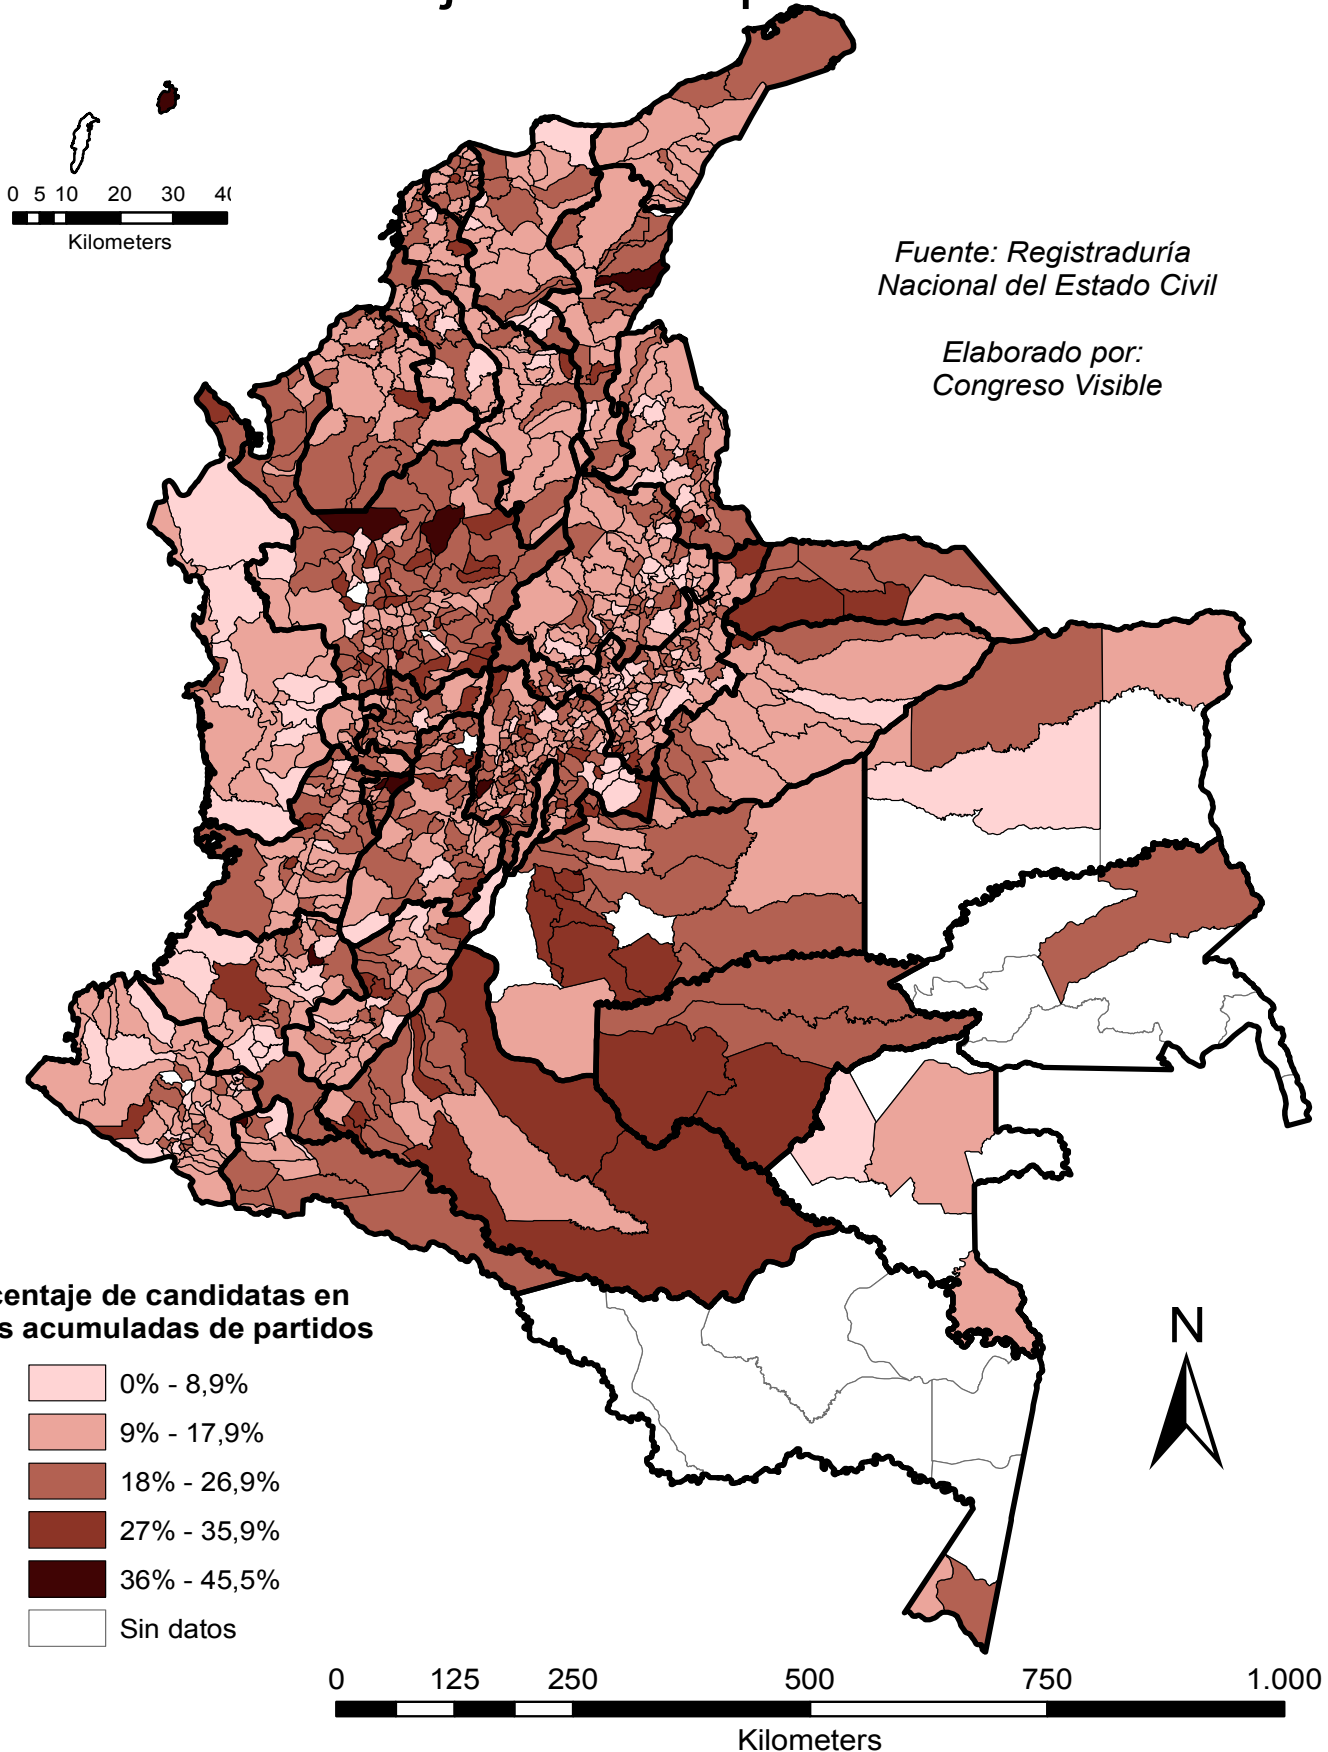 0 5 10 20 30
Kilometers
Fuente: Registraduría
Nacional del Estado Civil
Elaborado por:
Congreso Visible
centaje de candidatas en
s acumuladas de partidos
0% - 8,9%
9% - 17,9%
18% - 26,9%
27% - 35,9%
36% - 45,5%
Sin datos
N
0 125 250 500 750 1.000
Kilometers